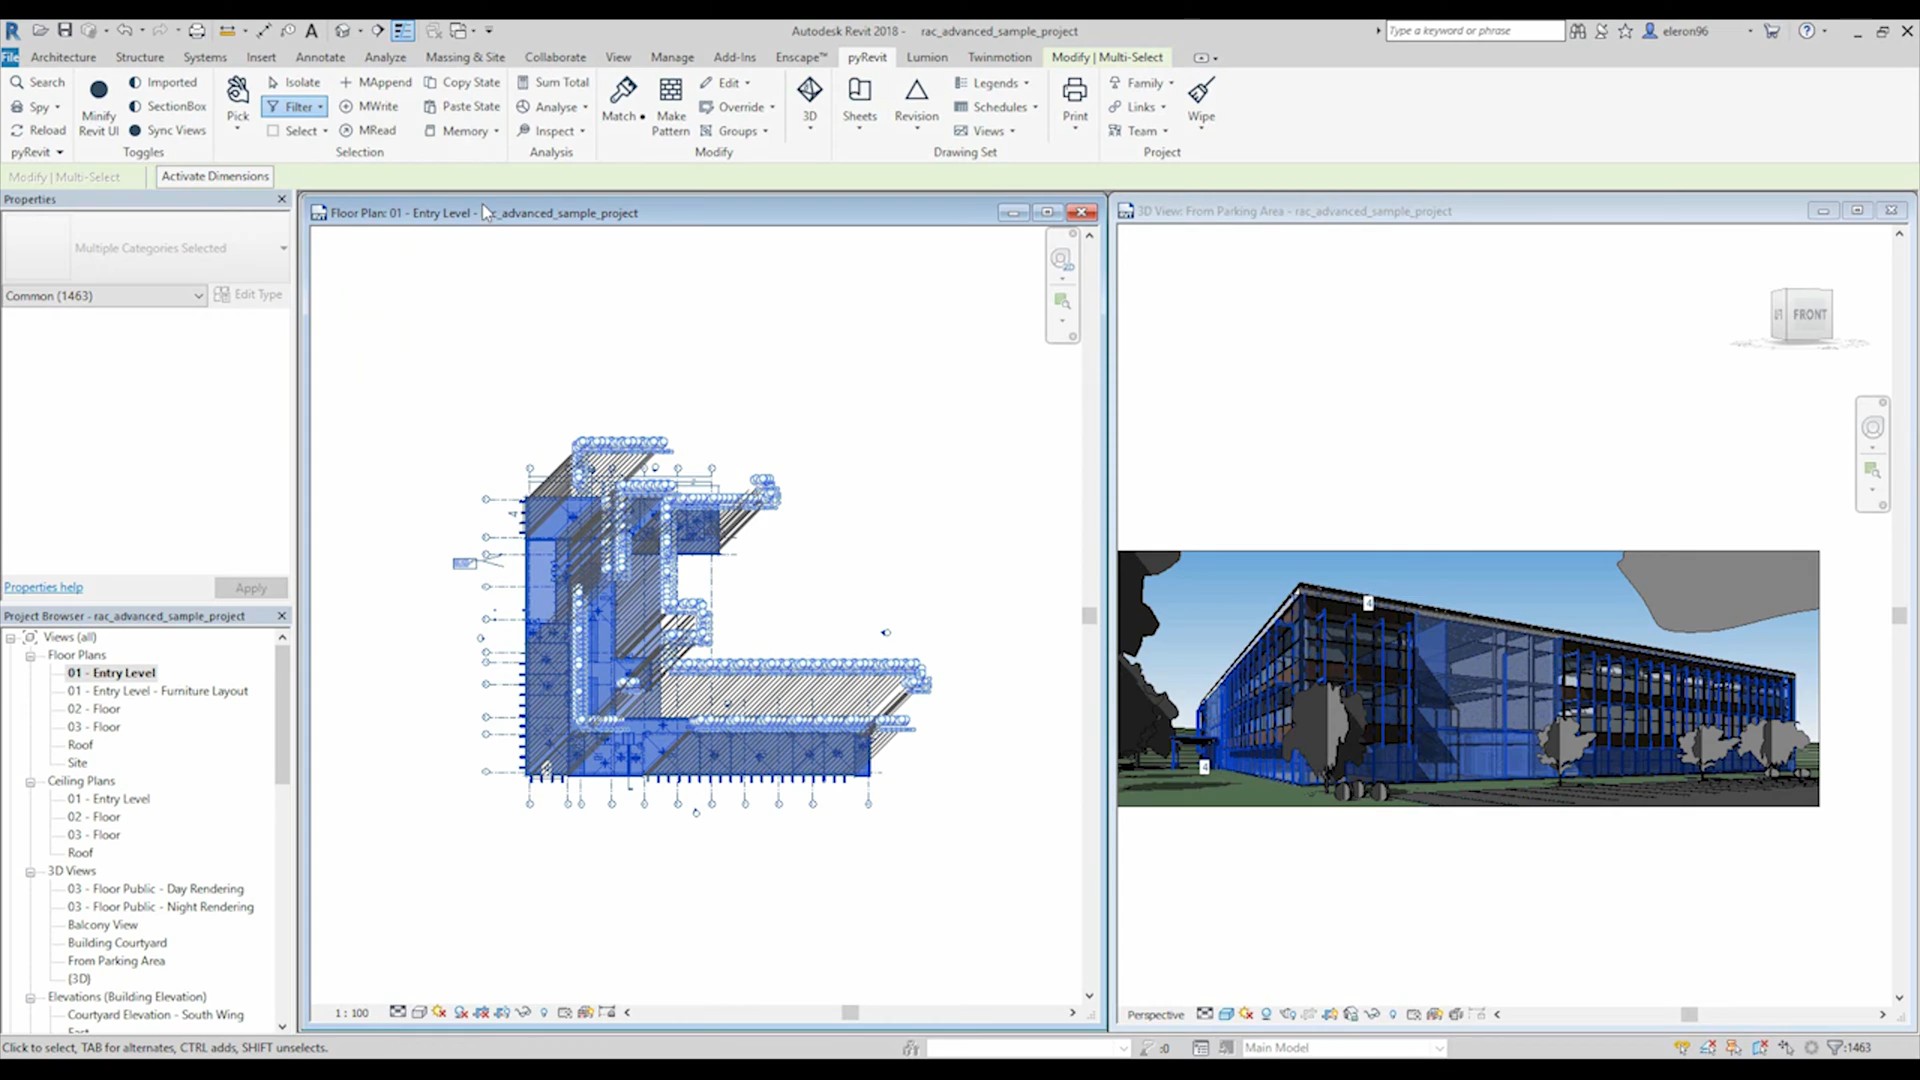 Autodesk Revit 2018 - rac_advanced_sample_project
Type a keyword or phrase
eleron96
File Architecture Structure Systems Insert Annotate Analyze Massing & Site Collaborate View Manage Add-Ins Enscape™ pyRevit Lumion Twinmotion Modify | Multi-Select
Search Imported Isolate MAppend Copy State Sum Total Edit Legends Family
Spy Minify Revit UI SectionBox Pick Filter MWrite Paste State Analyse Match Make Pattern Override 3D Sheets Revision Schedules Print Links Wipe
Reload Sync Views Select MRead Memory Inspect Groups Views Team
pyRevit Toggles Selection Analysis Modify Drawing Set Project
Modify | Multi-Select Activate Dimensions
Properties
Multiple Categories Selected
Common (1463) Edit Type
Properties help Apply
Project Browser - rac_advanced_sample_project
Views (all)
Floor Plans
01 - Entry Level
01 - Entry Level - Furniture Layout
02 - Floor
03 - Floor
Roof
Site
Ceiling Plans
01 - Entry Level
02 - Floor
03 - Floor
Roof
3D Views
03 - Floor Public - Day Rendering
03 - Floor Public - Night Rendering
Balcony View
Building Courtyard
From Parking Area
{3D}
Elevations (Building Elevation)
Courtyard Elevation - South Wing
East
Floor Plan: 01 - Entry Level - rac_advanced_sample_project
2D
1 : 100
3D View: From Parking Area - rac_advanced_sample_project
FRONT
4
4
Perspective
Click to select, TAB for alternates, CTRL adds, SHIFT unselects.
:0
Main Model
:1463